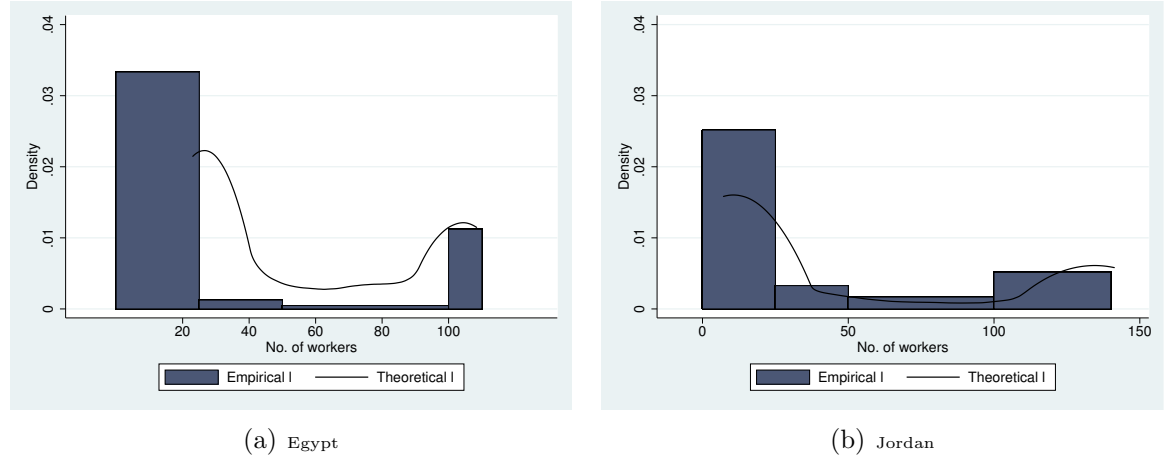 .04
.03
.02
.01
0
Density
20
40
60
80
100
No. of workers
Empirical l
Theoretical l
(a) Egypt
.04
.03
.02
.01
0
Density
0
50
100
150
No. of workers
Empirical l
Theoretical l
(b) Jordan